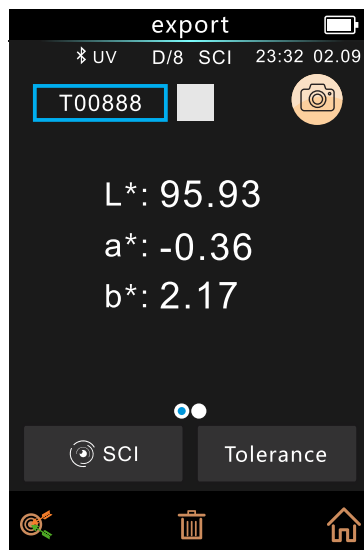 export
UV D/8 SCI 23:32 02.09
T00888
L*: 95.93
a*: -0.36
b*: 2.17
SCI Tolerance